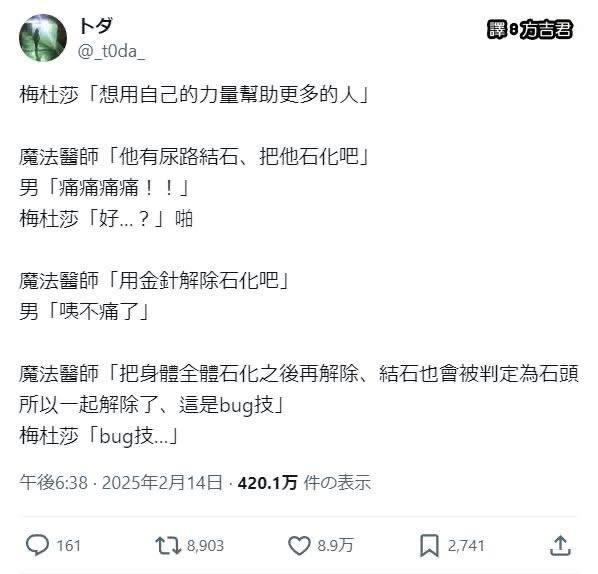 トダ
@_t0da_
譯:方吉君
梅杜莎「想用自己的力量幫助更多的人」
魔法醫師「他有尿路結石、把他石化吧」
男「痛痛痛痛！！」
梅杜莎「好…？」啪
魔法醫師「用金針解除石化吧」
男「咦不痛了」
魔法醫師「把身體全體石化之後再解除、結石也會被判定為石頭
所以一起解除了、這是bug技」
梅杜莎「bug技…」
午後6:38 · 2025年2月14日 · 420.1万 件の表示
161 8,903 8.9万 2,741